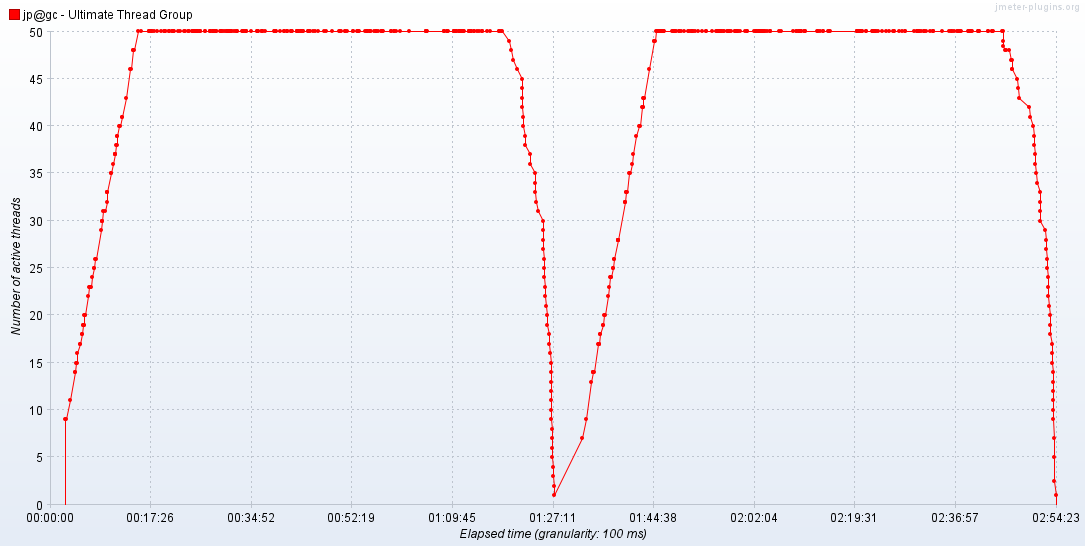 jp@gc - Ultimate Thread Group
jmeter-plugins.org
50
45
40
35
30
25
20
15
10
5
0
Number of active threads
00:00:00 00:17:26 00:34:52 00:52:19 01:09:45 01:27:11 01:44:38 02:02:04 02:19:31 02:36:57 02:54:23
Elapsed time (granularity: 100 ms)